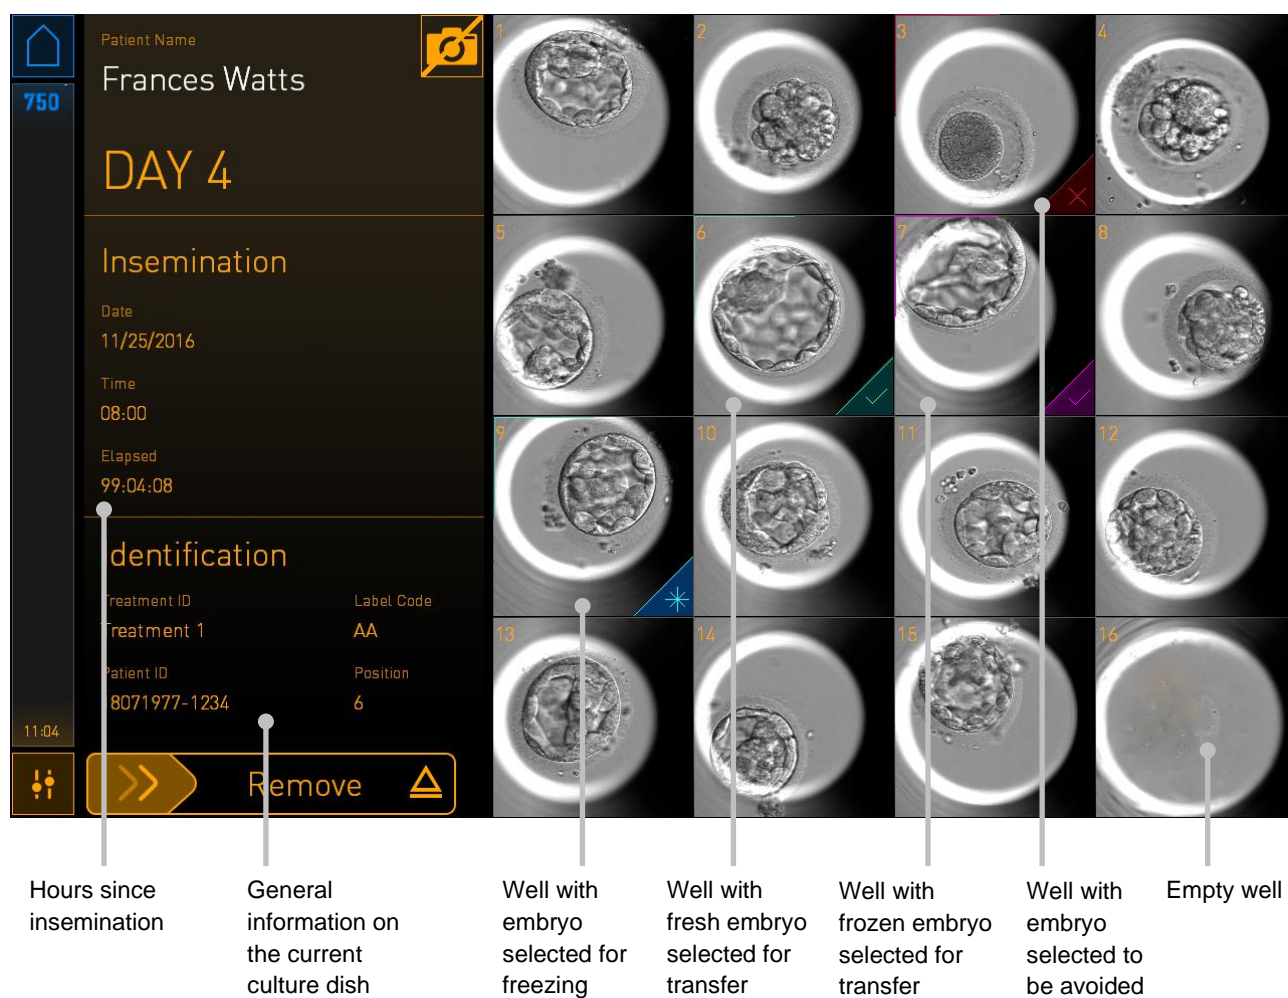 750
11:04
Patient Name
Frances Watts
DAY 4
Insemination
Date
11/25/2016
Time
08:00
Elapsed
99:04:08
dentification
Treatment ID
Label Code
Treatment 1
AA
Patient ID
Position
8071977-1234
6
Remove
1
2
3
4
5
6
7
8
9
10
11
12
13
14
15
16
Hours since
insemination
General
information on
the current
culture dish
Well with
embryo
selected for
freezing
Well with
fresh embryo
selected for
transfer
Well with
frozen embryo
selected for
transfer
Well with
embryo
selected to
be avoided
Empty well